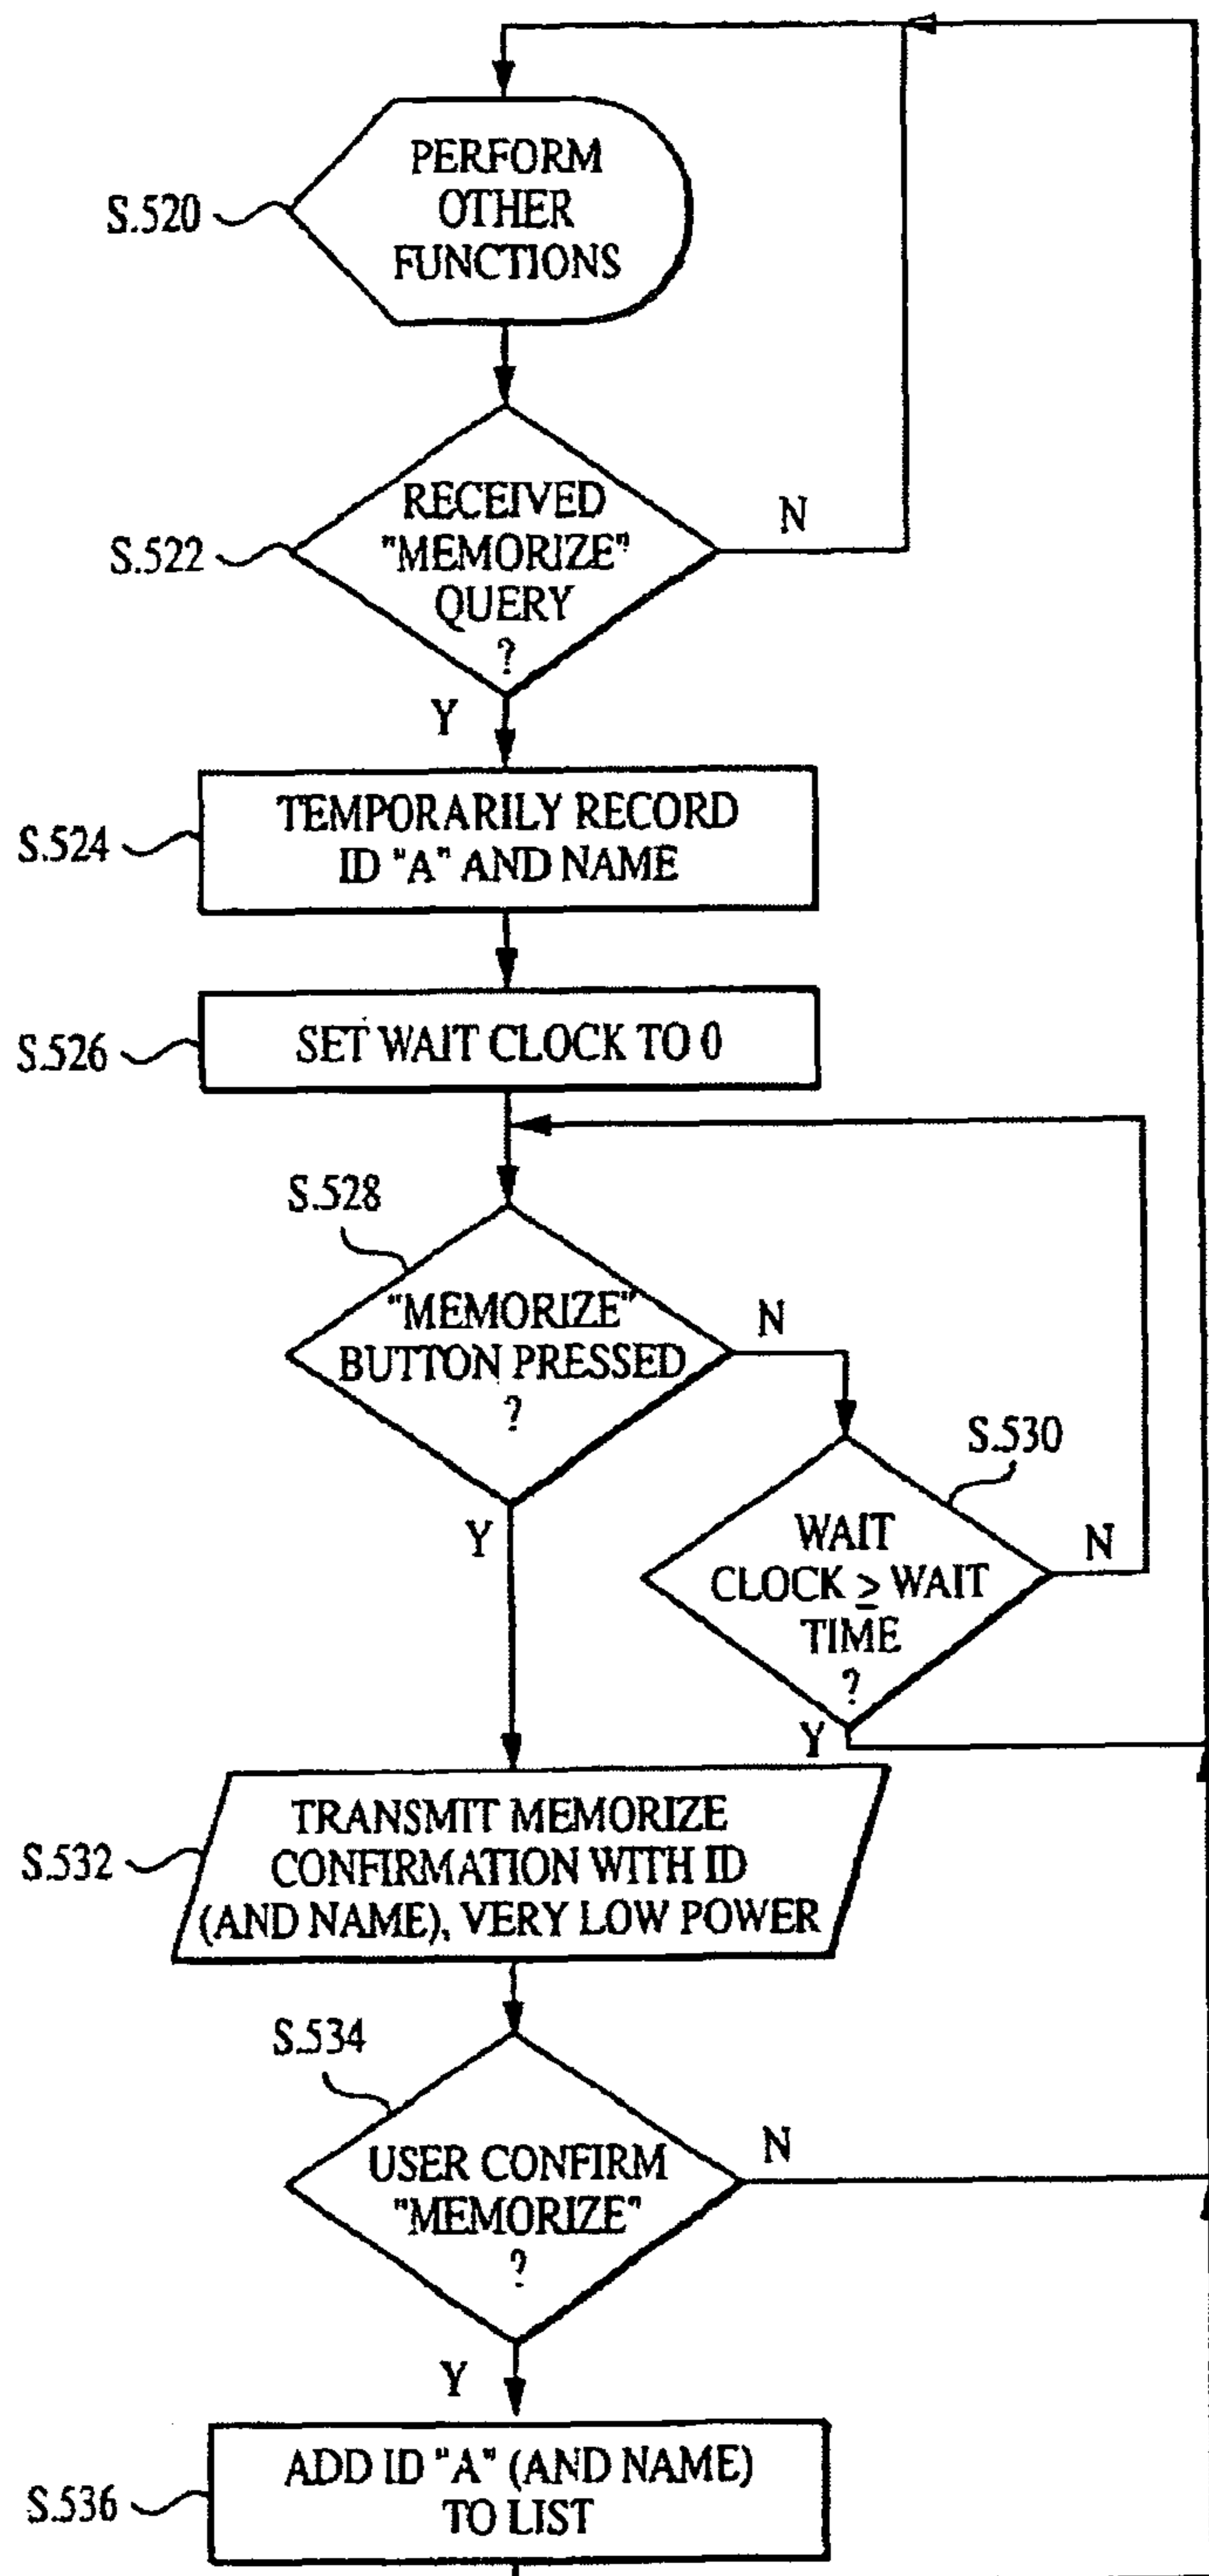 PERFORM
OTHER
FUNCTIONS
S.520
RECEIVED
"MEMORIZE"
QUERY
?
S.522
N
Y
TEMPORARILY RECORD
ID "A" AND NAME
S.524
SET WAIT CLOCK TO 0
S.526
S.528
"MEMORIZE"
BUTTON PRESSED
?
N
Y
S.530
WAIT
CLOCK ≥ WAIT
TIME
?
N
Y
TRANSMIT MEMORIZE
CONFIRMATION WITH ID
(AND NAME), VERY LOW POWER
S.532
S.534
USER CONFIRM
"MEMORIZE"
?
N
Y
ADD ID "A" (AND NAME)
TO LIST
S.536